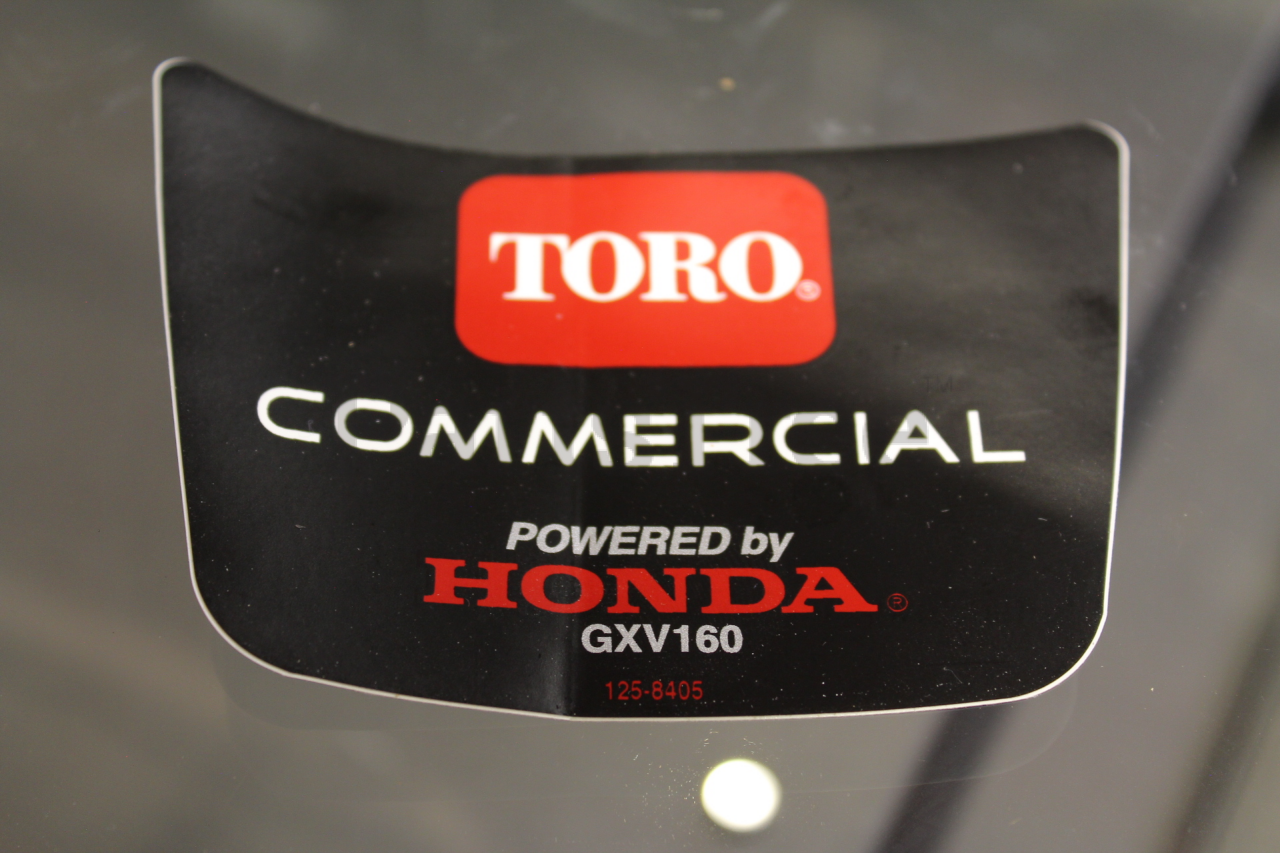 TORO®
COMMERCIAL
POWERED by
HONDA®
GXV160
125-8405